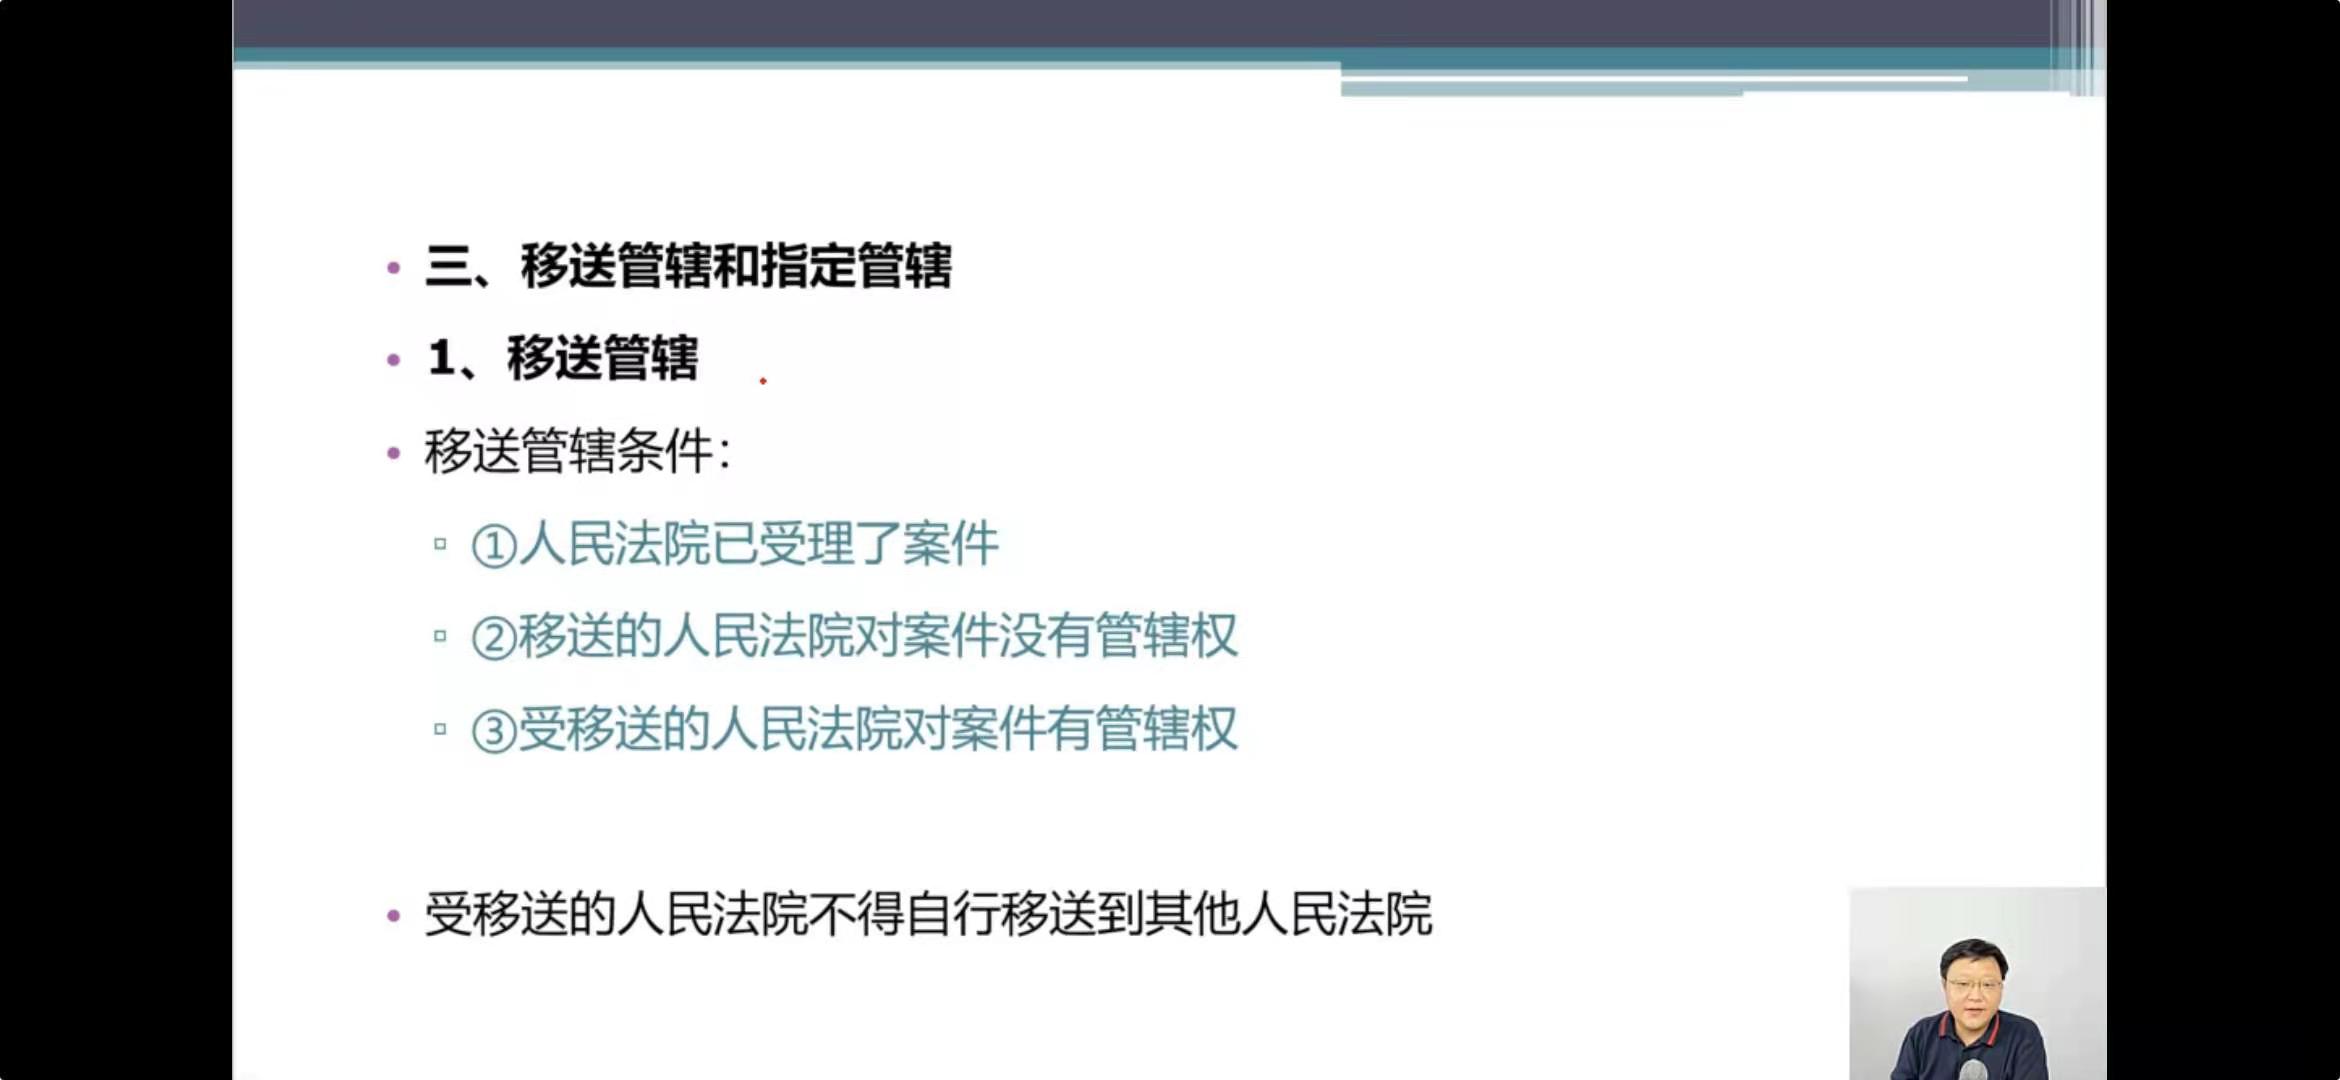 三、移送管辖和指定管辖
1、移送管辖
移送管辖条件：
①人民法院已受理了案件
②移送的人民法院对案件没有管辖权
③受移送的人民法院对案件有管辖权
受移送的人民法院不得自行移送到其他人民法院